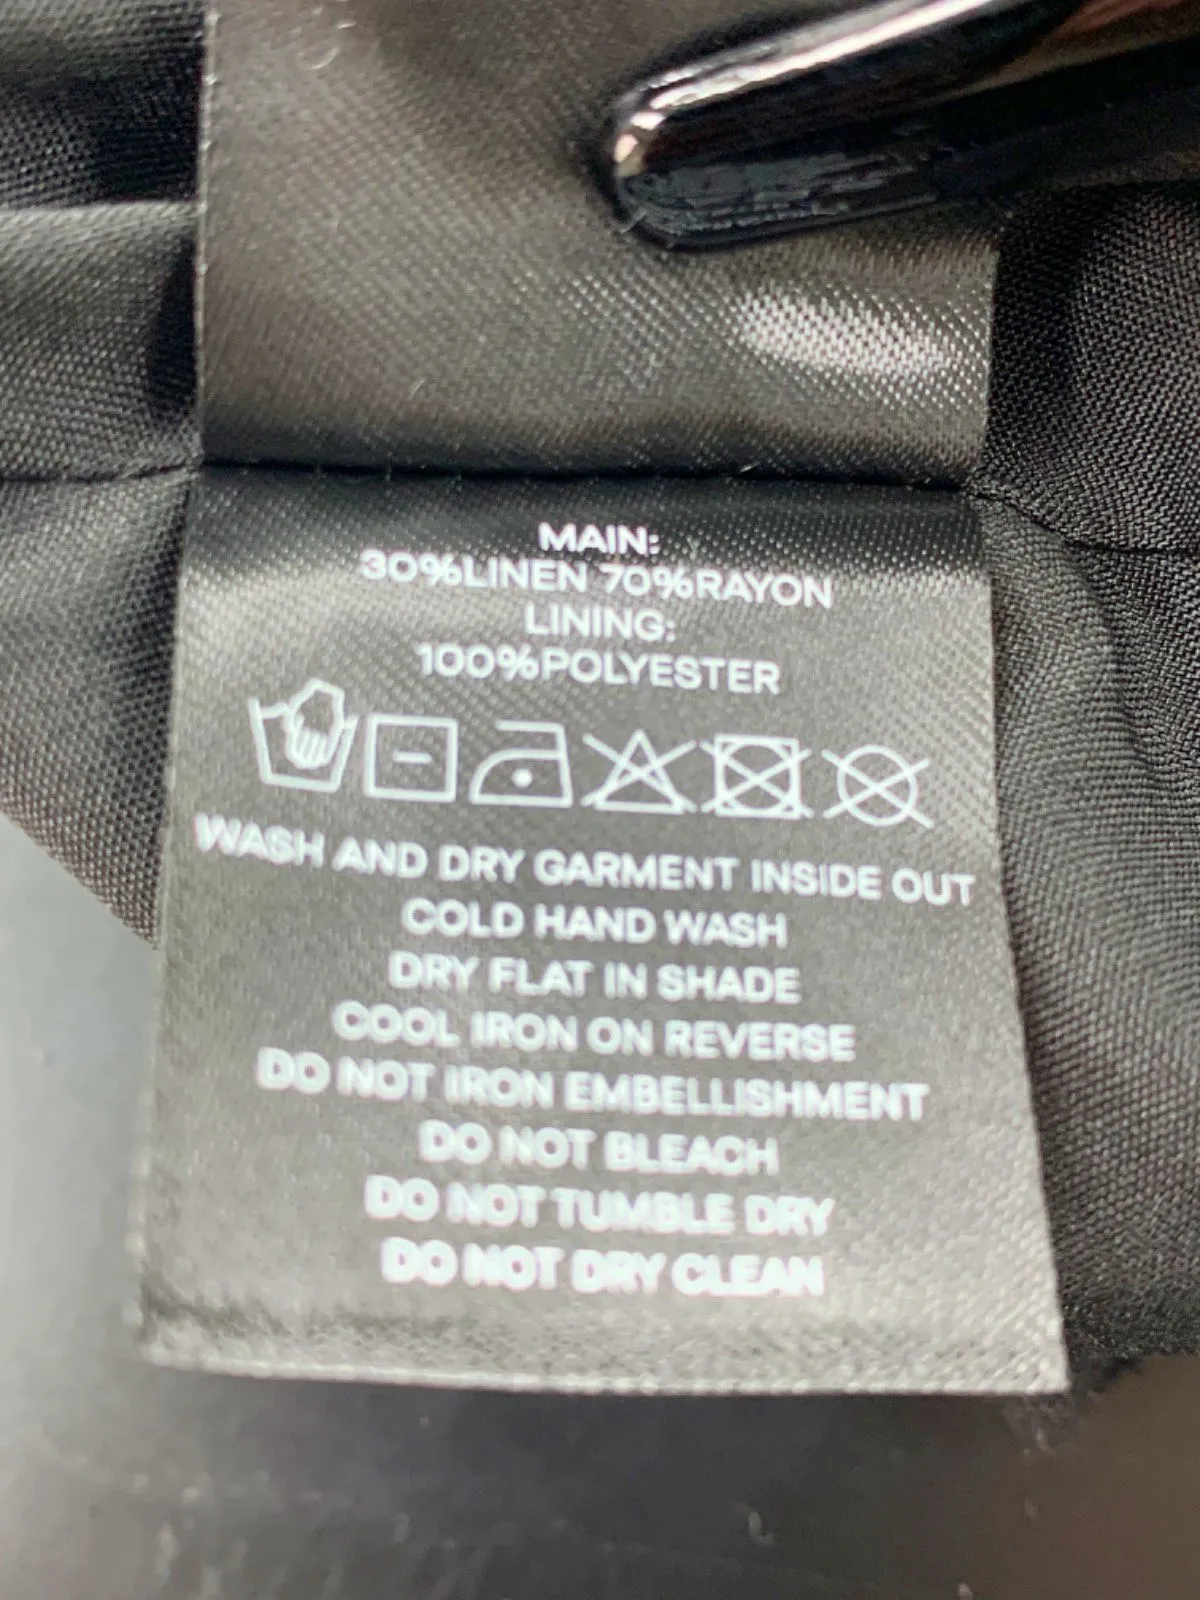 MAIN:
30%LINEN 70%RAYON
LINING:
100%POLYESTER
WASH AND DRY GARMENT INSIDE OUT
COLD HAND WASH
DRY FLAT IN SHADE
COOL IRON ON REVERSE
DO NOT IRON EMBELLISHMENT
DO NOT BLEACH
DO NOT TUMBLE DRY
DO NOT DRY CLEAN